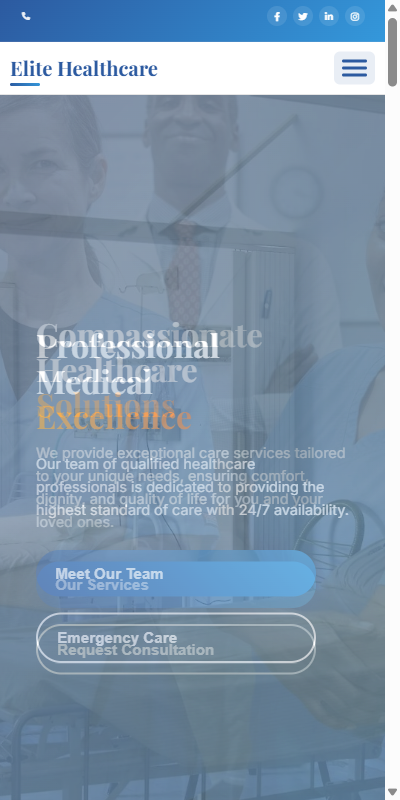 Elite Healthcare
Compassionate
Healthcare
Solutions
We provide exceptional care services tailored
to your unique needs, ensuring comfort,
dignity, and quality of life for you and your
loved ones.
Our Services
Request Consultation
Professional
Medical
Excellence
Our team of qualified healthcare
professionals is dedicated to providing the
highest standard of care with 24/7 availability.
Meet Our Team
Emergency Care